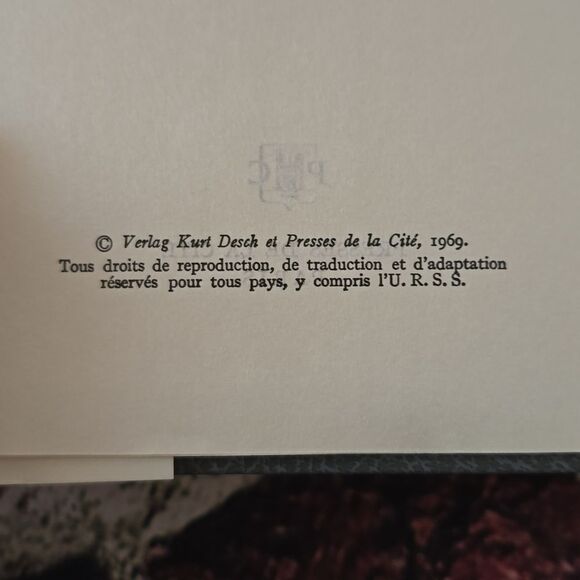 © Verlag Kurt Desch et Presses de la Cité, 1969.
Tous droits de reproduction, de traduction et d'adaptation
réservés pour tous pays, y compris l'U. R. S. S.